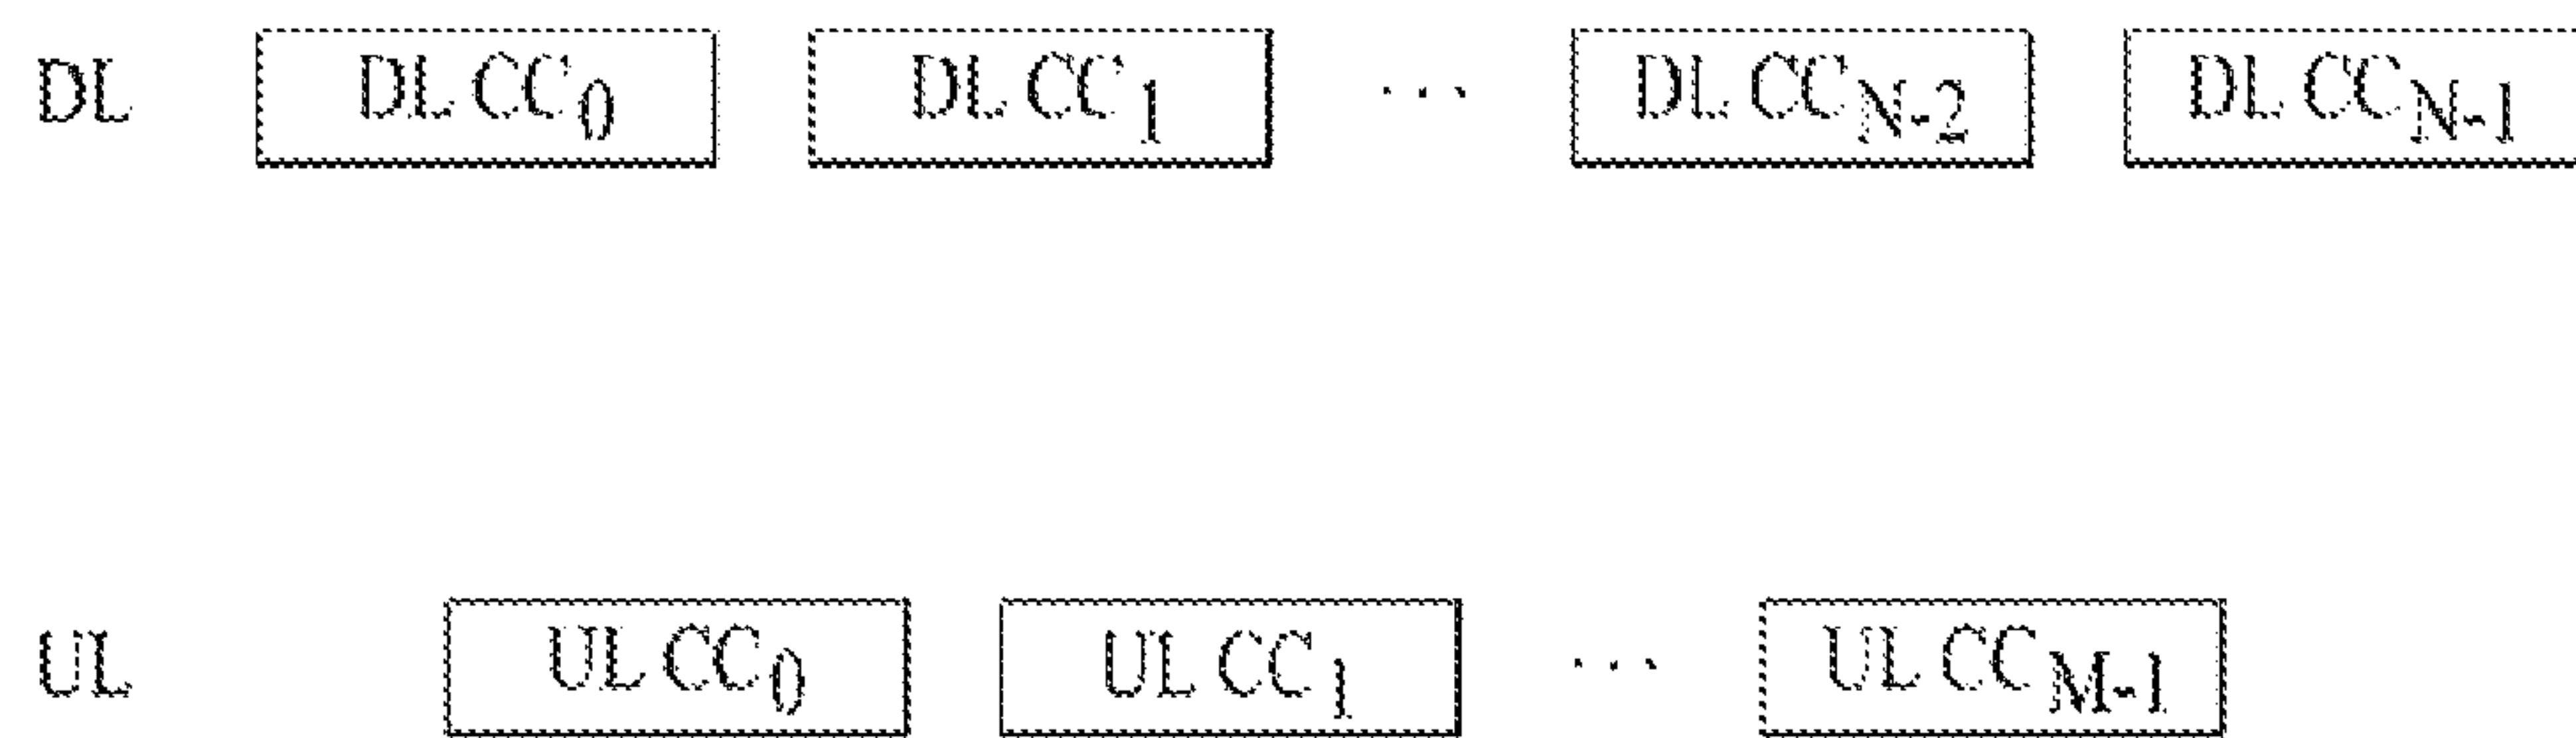 DL DL CC0 DL CC1 ... DL CCN-2 DL CCN-1
UL UL CC0 UL CC1 ... UL CCM-1